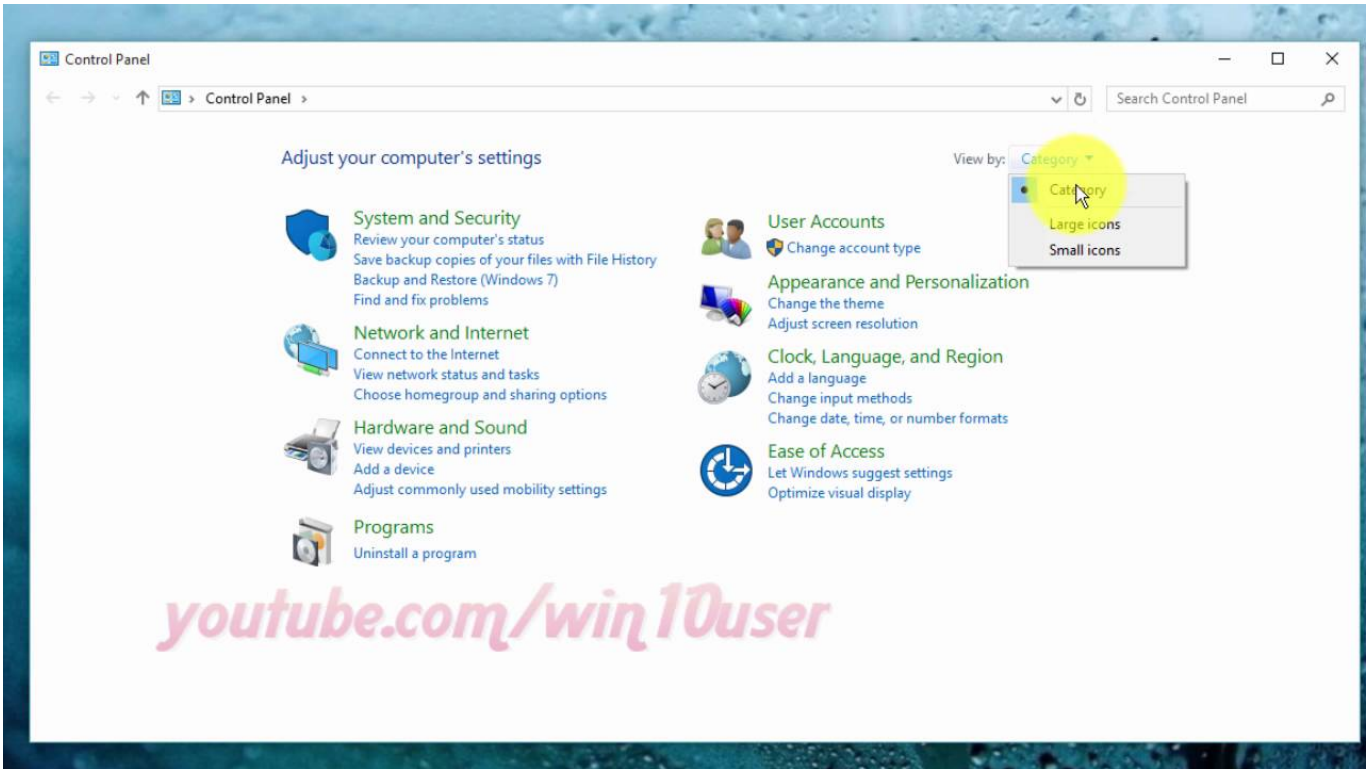 Control Panel
Control Panel
Search Control Panel
Adjust your computer's settings
View by: Category
Category
Large icons
Small icons
System and Security
Review your computer's status
Save backup copies of your files with File History
Backup and Restore (Windows 7)
Find and fix problems
Network and Internet
Connect to the Internet
View network status and tasks
Choose homegroup and sharing options
Hardware and Sound
View devices and printers
Add a device
Adjust commonly used mobility settings
Programs
Uninstall a program
User Accounts
Change account type
Appearance and Personalization
Change the theme
Adjust screen resolution
Clock, Language, and Region
Add a language
Change input methods
Change date, time, or number formats
Ease of Access
Let Windows suggest settings
Optimize visual display
youtube.com/win10user